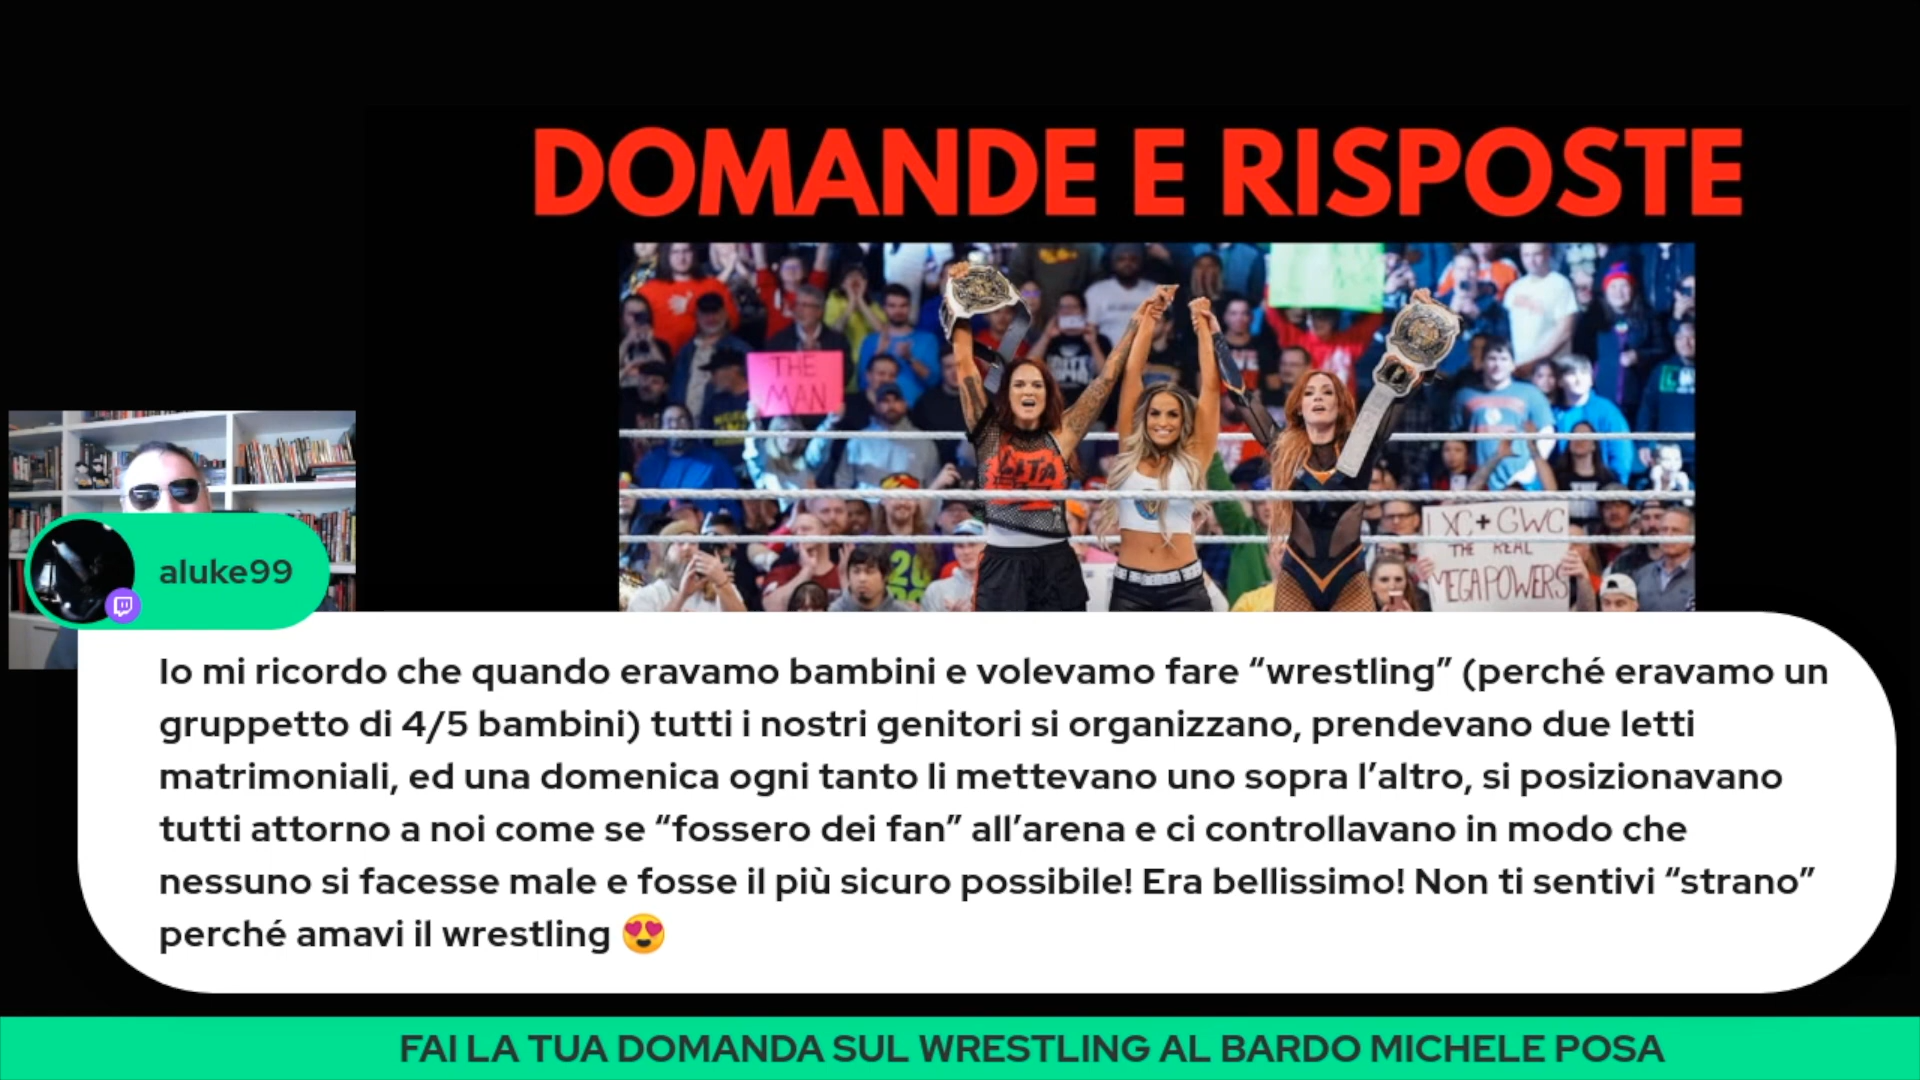 DOMANDE E RISPOSTE
THE
MAN
LITA
IXC+GWC
THE REAL
MEGAPOWERS
aluke99
Io mi ricordo che quando eravamo bambini e volevamo fare “wrestling” (perché eravamo un
gruppetto di 4/5 bambini) tutti i nostri genitori si organizzano, prendevano due letti
matrimoniali, ed una domenica ogni tanto li mettevano uno sopra l’altro, si posizionavano
tutti attorno a noi come se “fossero dei fan” all’arena e ci controllavano in modo che
nessuno si facesse male e fosse il più sicuro possibile! Era bellissimo! Non ti sentivi “strano”
perché amavi il wrestling 😍
FAI LA TUA DOMANDA SUL WRESTLING AL BARDO MICHELE POSA